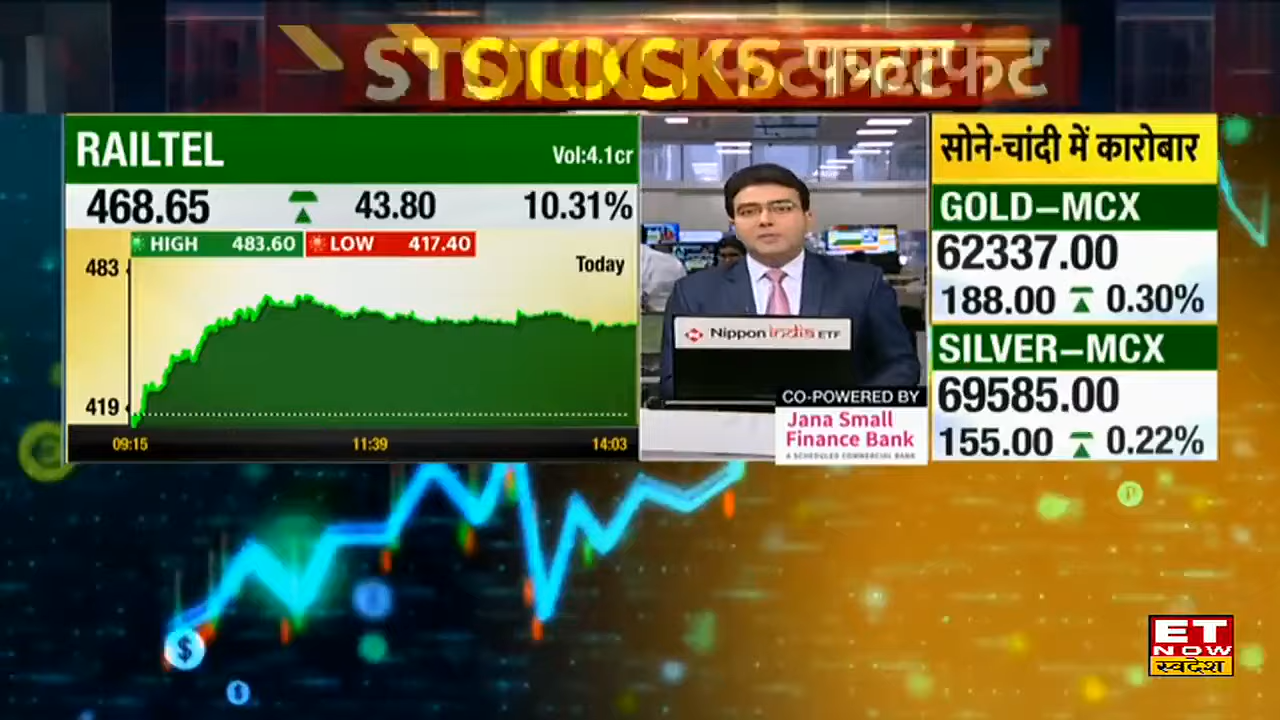 STOCKS फटाफट
RAILTEL
Vol:4.1cr
468.65 43.80 10.31%
HIGH 483.60 LOW 417.40
483
Today
419
09:15 11:39 14:03
Nippon india ETF
CO-POWERED BY
Jana Small
Finance Bank
A SCHEDULED COMMERCIAL BANK
सोने-चांदी में कारोबार
GOLD–MCX
62337.00
188.00 0.30%
SILVER–MCX
69585.00
155.00 0.22%
ET
NOW
स्वदेश